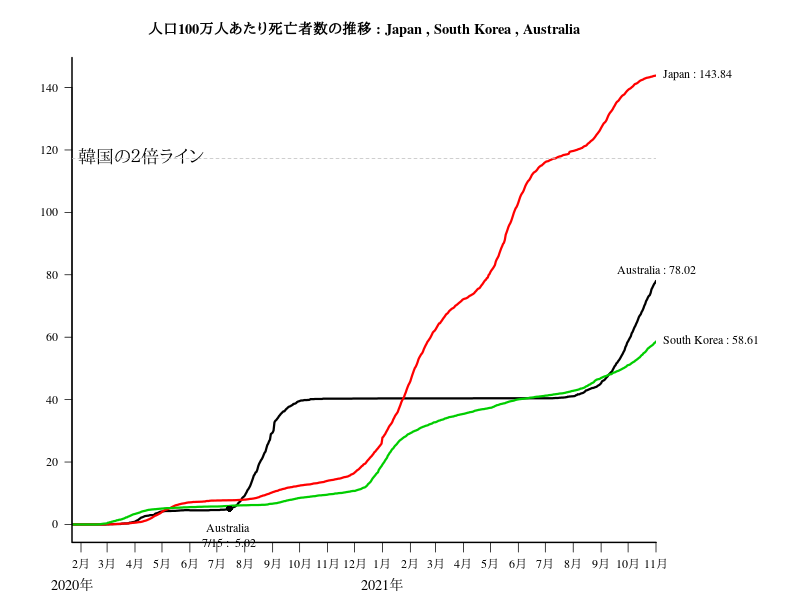 人口100万人あたり死亡者数の推移 : Japan , South Korea , Australia
140
120
100
80
60
40
20
0
韓国の2倍ライン
Japan : 143.84
Australia : 78.02
South Korea : 58.61
Australia
7/15 : 5.02
2月 3月 4月 5月 6月 7月 8月 9月 10月 11月 12月 1月 2月 3月 4月 5月 6月 7月 8月 9月 10月 11月
2020年 2021年